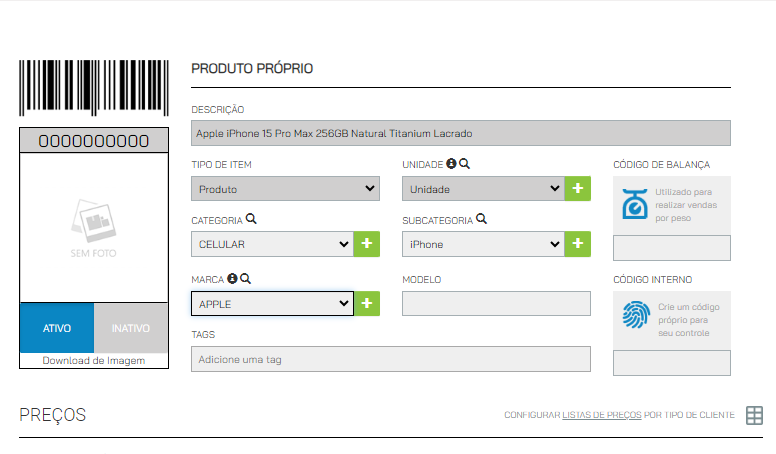 PRODUTO PRÓPRIO
0000000000
SEM FOTO
ATIVO
INATIVO
Download de Imagem
DESCRIÇÃO
Apple iPhone 15 Pro Max 256GB Natural Titanium Lacrado
TIPO DE ITEM
Produto
UNIDADE
Unidade
CÓDIGO DE BALANÇA
Utilizado para
realizar vendas
por peso
CATEGORIA
CELULAR
SUBCATEGORIA
iPhone
MARCA
APPLE
MODELO
CÓDIGO INTERNO
Crie um código
próprio para
seu controle
TAGS
Adicione uma tag
PREÇOS
CONFIGURAR LISTAS DE PREÇOS POR TIPO DE CLIENTE